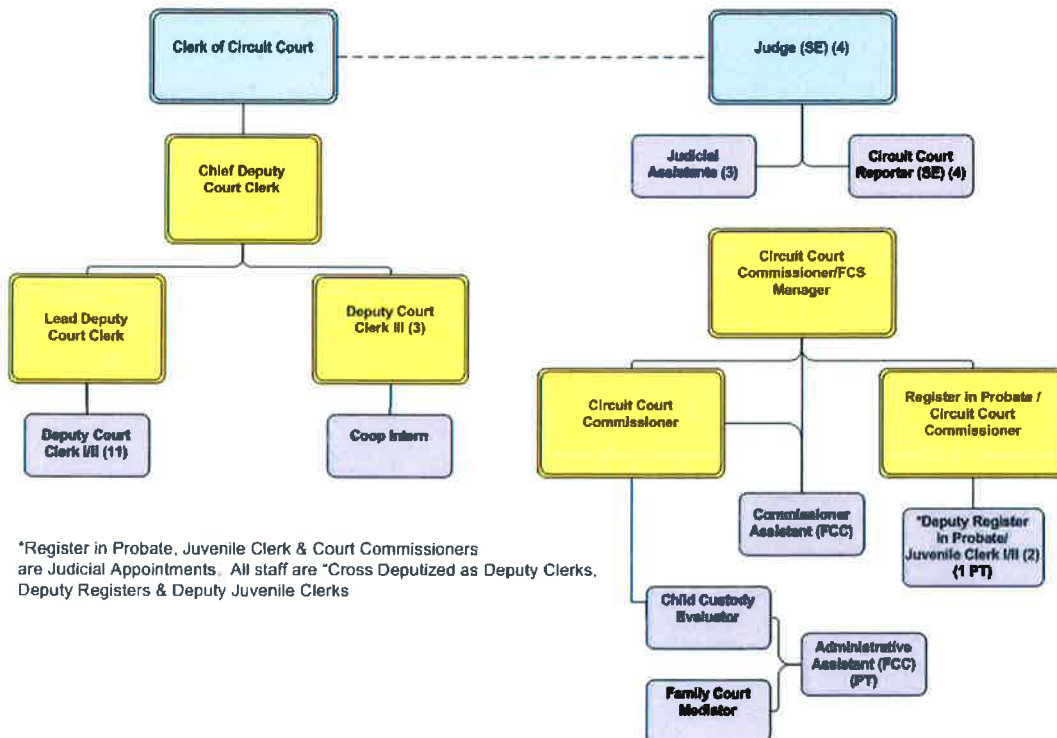 Clerk of Circuit Court
Judge (SE) (4)
Chief Deputy
Court Clerk
Judicial
Assistants (3)
Circuit Court
Reporter (SE) (4)
Lead Deputy
Court Clerk
Deputy Court
Clerk III (3)
Circuit Court
Commissioner/FCS
Manager
Deputy Court
Clerk I/II (11)
Coop Intern
Circuit Court
Commissioner
Register in Probate /
Circuit Court
Commissioner
Commissioner
Assistant (FCC)
*Deputy Register
in Probate/
Juvenile Clerk I/II (2)
(1 PT)
*Register in Probate, Juvenile Clerk & Court Commissioners
are Judicial Appointments. All staff are "Cross Deputized as Deputy Clerks,
Deputy Registers & Deputy Juvenile Clerks
Child Custody
Evaluator
Administrative
Assistant (FCC)
(PT)
Family Court
Mediator